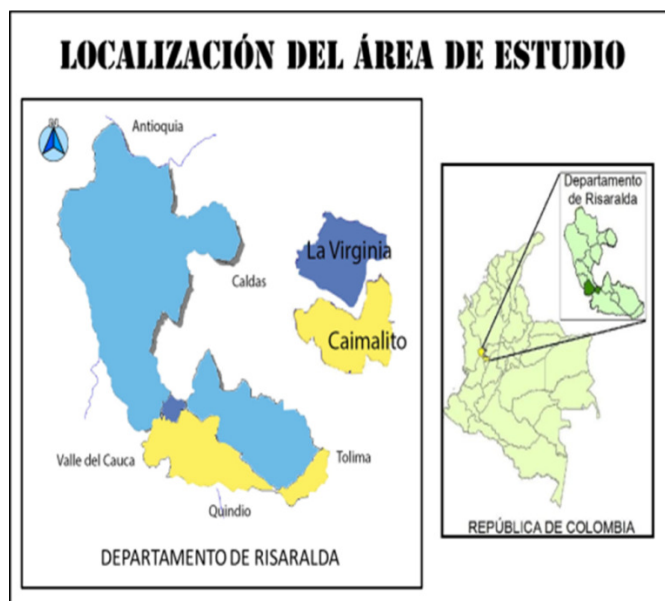 LOCALIZACIÓN DEL ÁREA DE ESTUDIO
Antioquia
Caldas
La Virginia
Caimalito
Valle del Cauca
Tolima
Quindio
DEPARTAMENTO DE RISARALDA
Departamento
de Risaralda
REPÚBLICA DE COLOMBIA